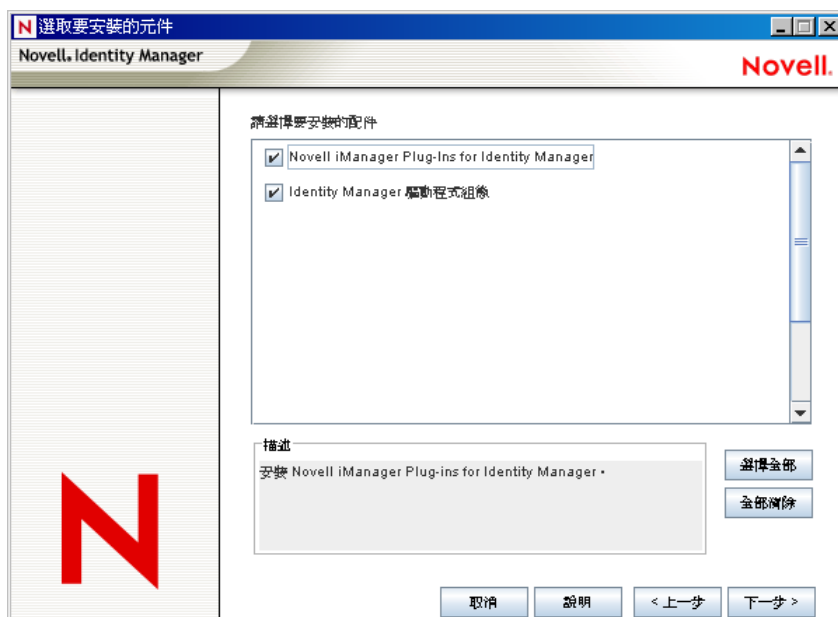 選取要安裝的元件
Novell® Identity Manager
Novell.
請選擇要安裝的配件
Novell iManager Plug-Ins for Identity Manager
Identity Manager 驅動程式組態
描述
安裝 Novell iManager Plug-ins for Identity Manager。
選擇全部
全部清除
取消
說明
< 上一步
下一步 >